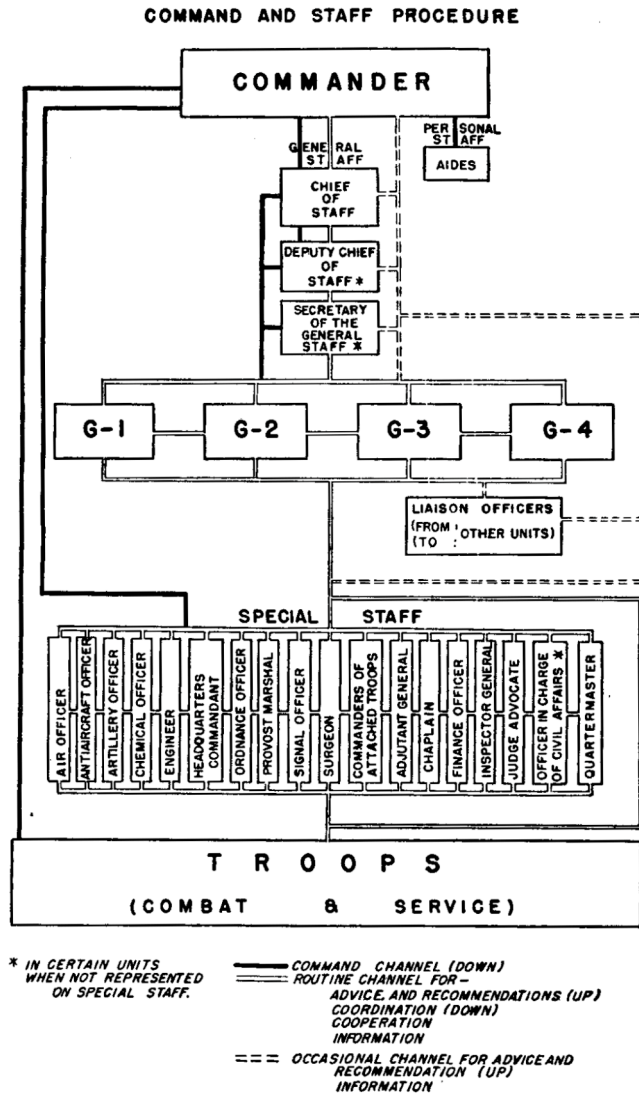 COMMAND AND STAFF PROCEDURE
COMMANDER
PERSONAL
STAFF
AIDES
GENERAL
STAFF
CHIEF
OF
STAFF
DEPUTY CHIEF
OF
STAFF *
SECRETARY
OF THE
GENERAL
STAFF *
G-1
G-2
G-3
G-4
LIAISON OFFICERS
(FROM : OTHER UNITS)
(TO :
SPECIAL STAFF
AIR OFFICER
ANTIAIRCRAFT OFFICER
ARTILLERY OFFICER
CHEMICAL OFFICER
ENGINEER
HEADQUARTERS
COMMANDANT
ORDNANCE OFFICER
PROVOST MARSHAL
SIGNAL OFFICER
SURGEON
COMMANDERS OF
ATTACHED TROOPS
ADJUTANT GENERAL
CHAPLAIN
FINANCE OFFICER
INSPECTOR GENERAL
JUDGE ADVOCATE
OFFICER IN CHARGE
OF CIVIL AFFAIRS *
QUARTERMASTER
TROOPS
(COMBAT & SERVICE)
* IN CERTAIN UNITS
WHEN NOT REPRESENTED
ON SPECIAL STAFF.
COMMAND CHANNEL (DOWN)
ROUTINE CHANNEL FOR-
ADVICE, AND RECOMMENDATIONS (UP)
COORDINATION (DOWN)
COOPERATION
INFORMATION
OCCASIONAL CHANNEL FOR ADVICE AND
RECOMMENDATION (UP)
INFORMATION